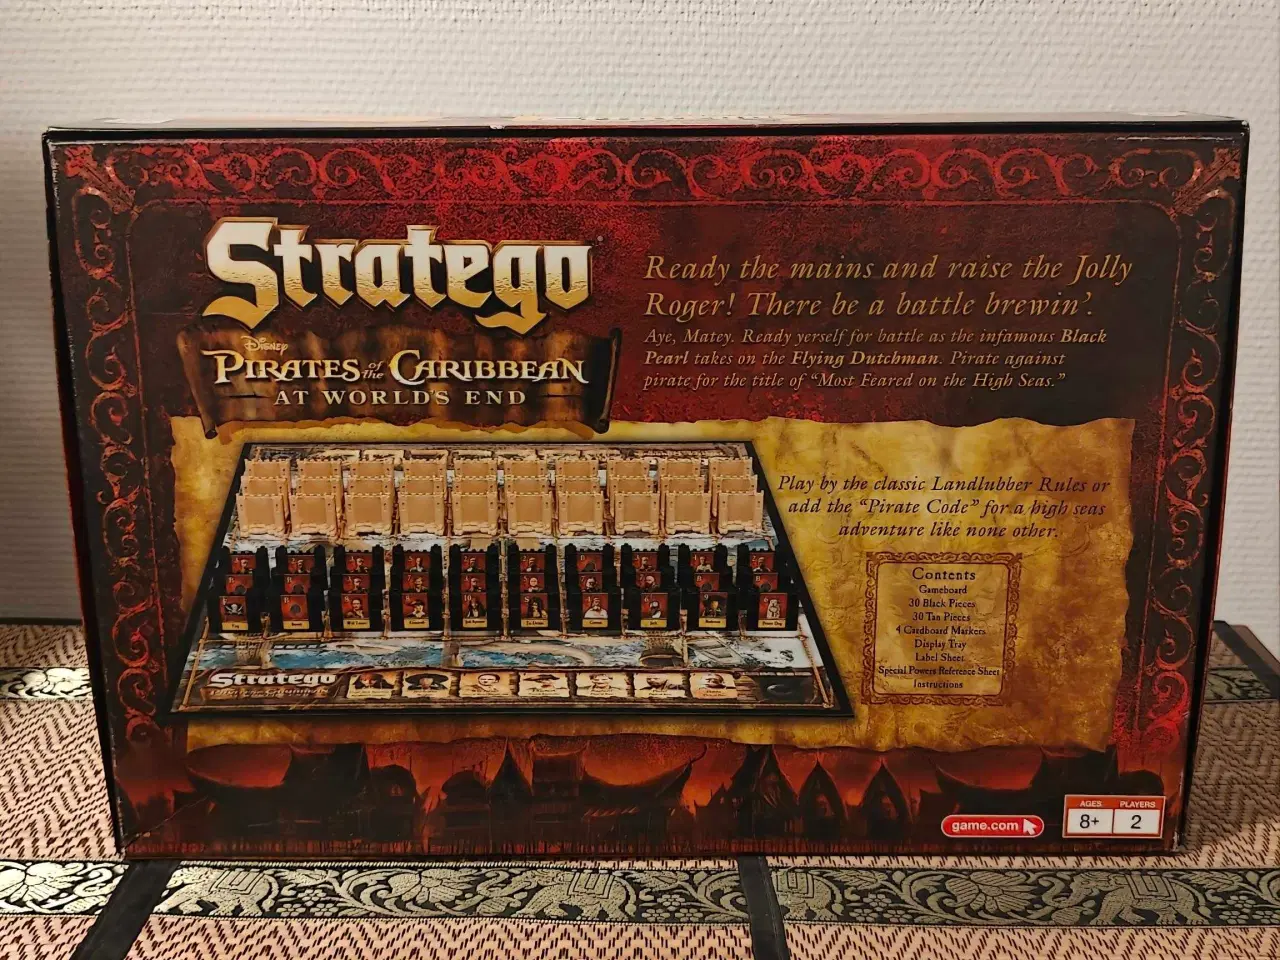 Stratego
Disney
PIRATES of the CARIBBEAN
AT WORLD'S END
Ready the mains and raise the Jolly
Roger! There be a battle brewin'.
Aye, Matey. Ready yerself for battle as the infamous Black
Pearl takes on the Flying Dutchman. Pirate against
pirate for the title of "Most Feared on the High Seas."
Play by the classic Landlubber Rules or
add the "Pirate Code" for a high seas
adventure like none other.
Contents
Gameboard
30 Black Pieces
30 Tan Pieces
4 Cardboard Markers
Display Tray
Label Sheet
Special Powers Reference Sheet
Instructions
Stratego
game.com
AGES PLAYERS
8+ 2